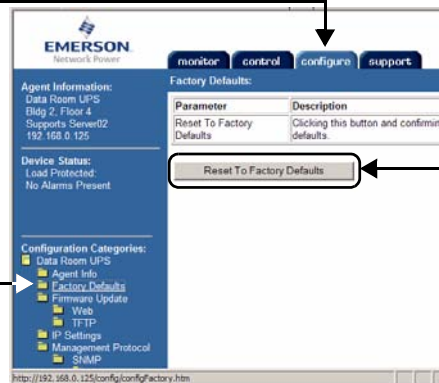 EMERSON
Network Power
monitor control configure support
Agent Information:
Data Room UPS
Bldg 2, Floor 4
Supports Server02
192.168.0.125
Device Status:
Load Protected:
No Alarms Present
Configuration Categories:
Data Room UPS
Agent Info
Factory Defaults
Firmware Update
Web
TFTP
IP Settings
Management Protocol
SNMP
Factory Defaults:
Parameter Description
Reset To Factory Clicking this button and confirmin
Defaults defaults.
Reset To Factory Defaults
http://192.168.0.125/config/configFactory.htm